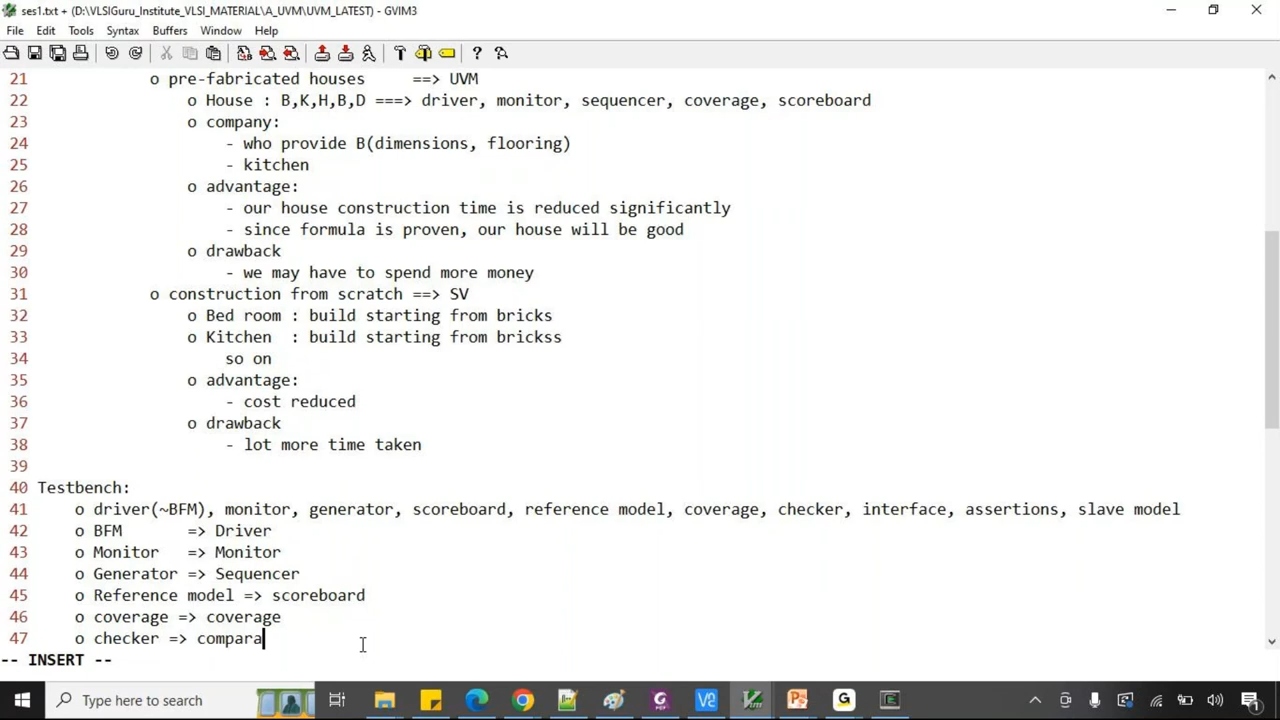 ses1.txt + (D:\VLSIGuru_Institute_VLSI_MATERIAL\A_UVM\UVM_LATEST) - GVIM3
File Edit Tools Syntax Buffers Window Help
21 o pre-fabricated houses ==> UVM
22 o House : B,K,H,B,D ===> driver, monitor, sequencer, coverage, scoreboard
23 o company:
24 - who provide B(dimensions, flooring)
25 - kitchen
26 o advantage:
27 - our house construction time is reduced significantly
28 - since formula is proven, our house will be good
29 o drawback
30 - we may have to spend more money
31 o construction from scratch ==> SV
32 o Bed room : build starting from bricks
33 o Kitchen : build starting from brickss
34 so on
35 o advantage:
36 - cost reduced
37 o drawback
38 - lot more time taken
39
40 Testbench:
41 o driver(~BFM), monitor, generator, scoreboard, reference model, coverage, checker, interface, assertions, slave model
42 o BFM => Driver
43 o Monitor => Monitor
44 o Generator => Sequencer
45 o Reference model => scoreboard
46 o coverage => coverage
47 o checker => compara
-- INSERT --
Type here to search